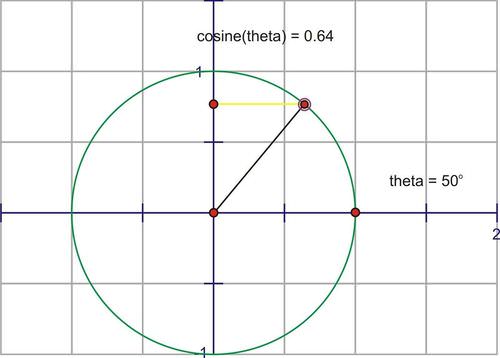 cosine(theta) = 0.64
1
theta = 50°
2
-1